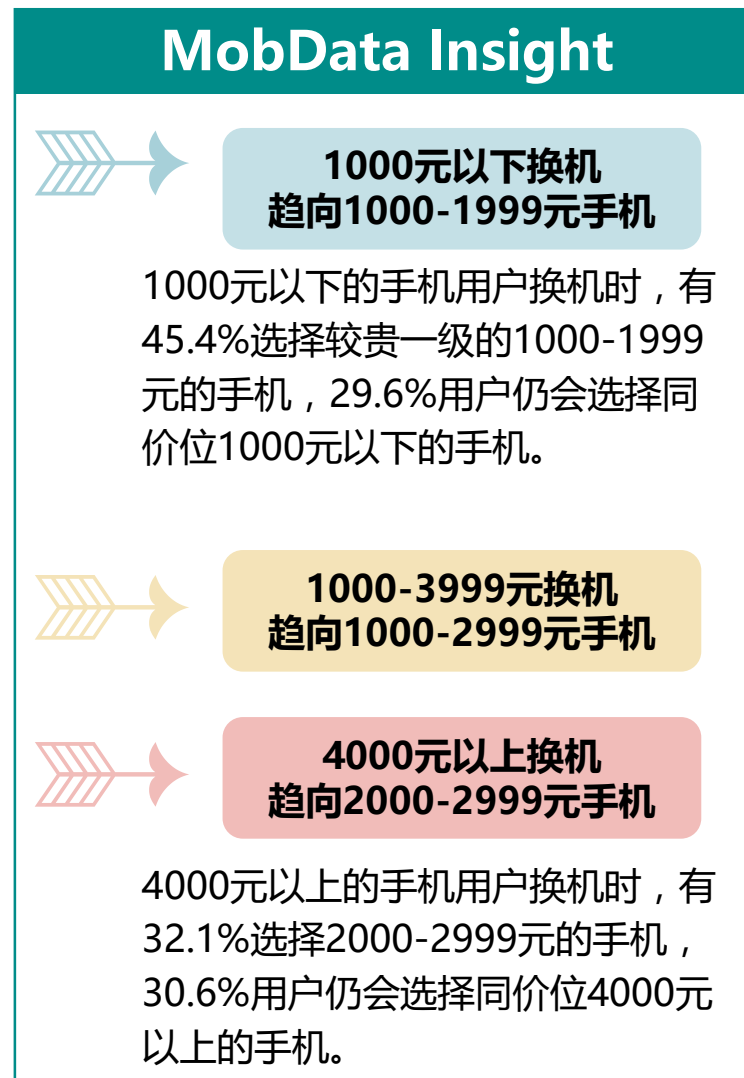 MobData Insight
1000元以下换机
趋向1000-1999元手机
1000元以下的手机用户换机时，有
45.4%选择较贵一级的1000-1999
元的手机，29.6%用户仍会选择同
价位1000元以下的手机。
1000-3999元换机
趋向1000-2999元手机
4000元以上换机
趋向2000-2999元手机
4000元以上的手机用户换机时，有
32.1%选择2000-2999元的手机，
30.6%用户仍会选择同价位4000元
以上的手机。